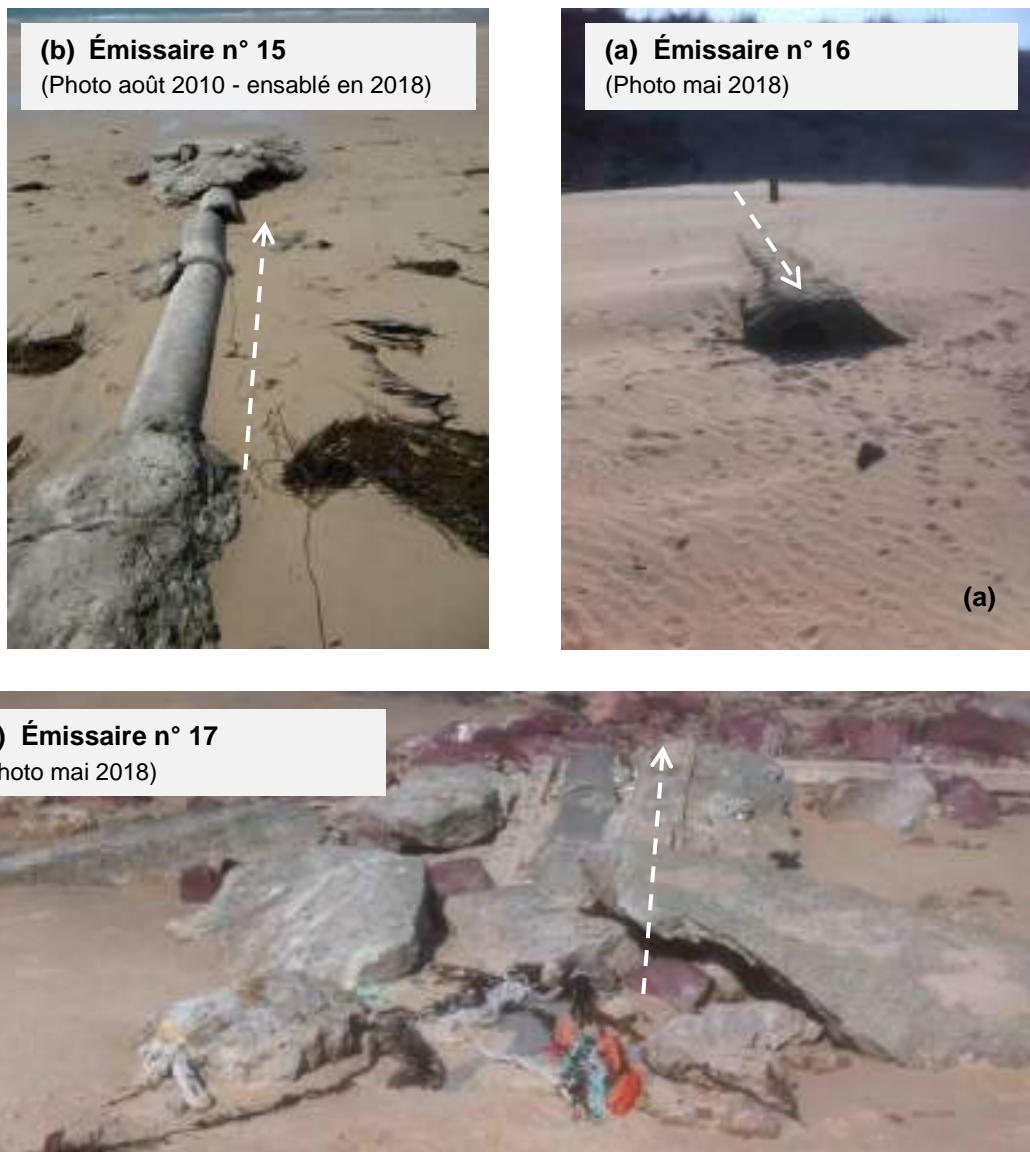 (b) Émissaire n° 15
(Photo août 2010 - ensablé en 2018)
(a) Émissaire n° 16
(Photo mai 2018)
(a)
) Émissaire n° 17
hoto mai 2018)